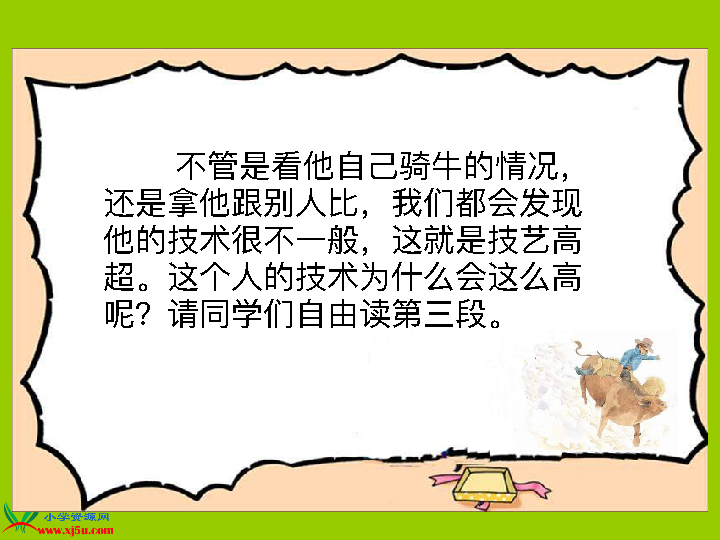 不管是看他自己骑牛的情况，
还是拿他跟别人比，我们都会发现
他的技术很不一般，这就是技艺高
超。这个人的技术为什么会这么高
呢？请同学们自由读第三段。
小学资源网
www.xj5u.com